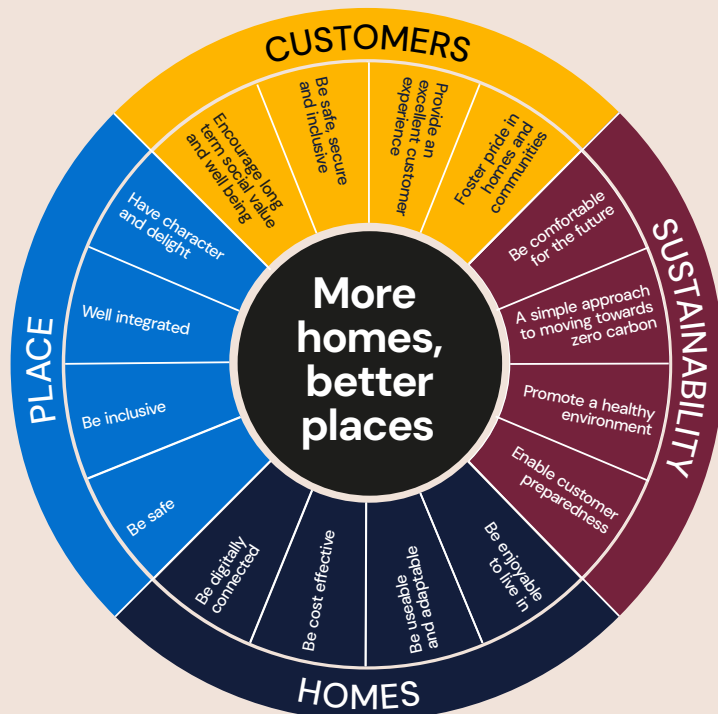 CUSTOMERS
Encourage long
term social value
and well being
Be safe, secure
and inclusive
Provide an
excellent customer
experience
Foster pride in
homes and
communities
SUSTAINABILITY
Be comfortable
for the future
A simple approach
to moving towards
zero carbon
Promote a healthy
environment
Enable customer
preparedness
HOMES
Be enjoyable
to live in
Be useable
and adaptable
Be cost effective
Be digitally
connected
PLACE
Be safe
Be inclusive
Well integrated
Have character
and delight
More
homes,
better
places